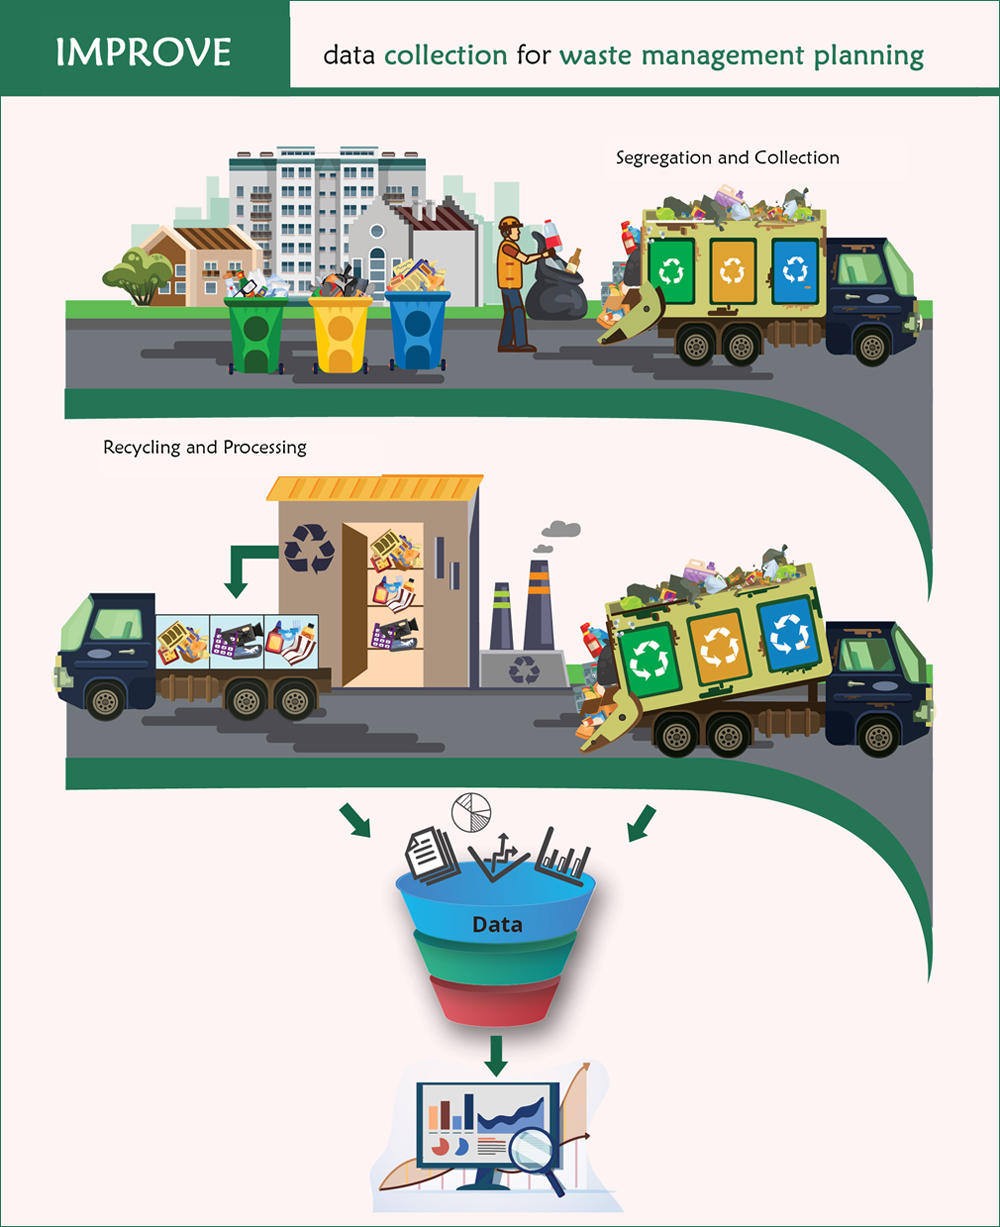 IMPROVE
data collection for waste management planning
Segregation and Collection
Recycling and Processing
Data